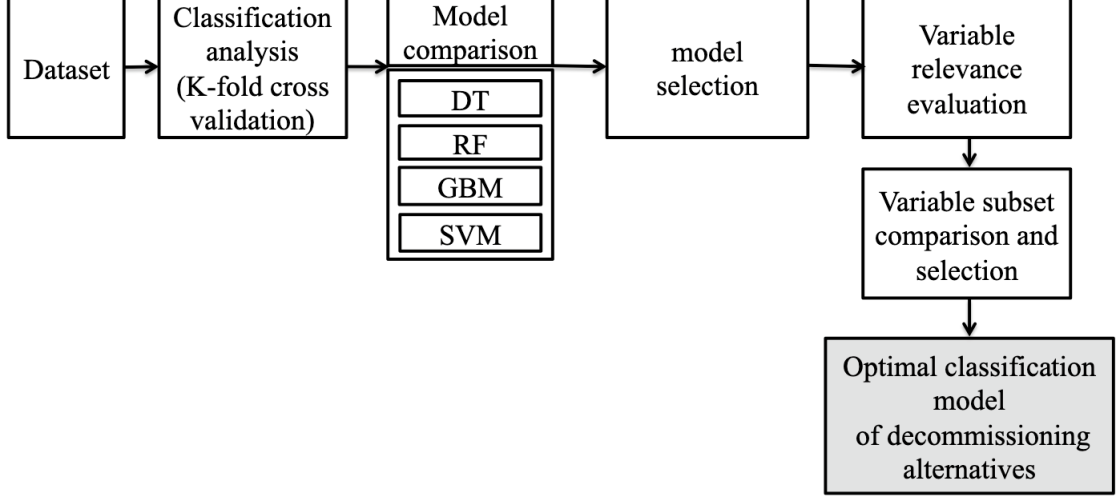 Dataset
Classification
analysis
(K-fold cross
validation)
Model
comparison
DT
RF
GBM
SVM
model
selection
Variable
relevance
evaluation
Variable subset
comparison and
selection
Optimal classification
model
of decommissioning
alternatives